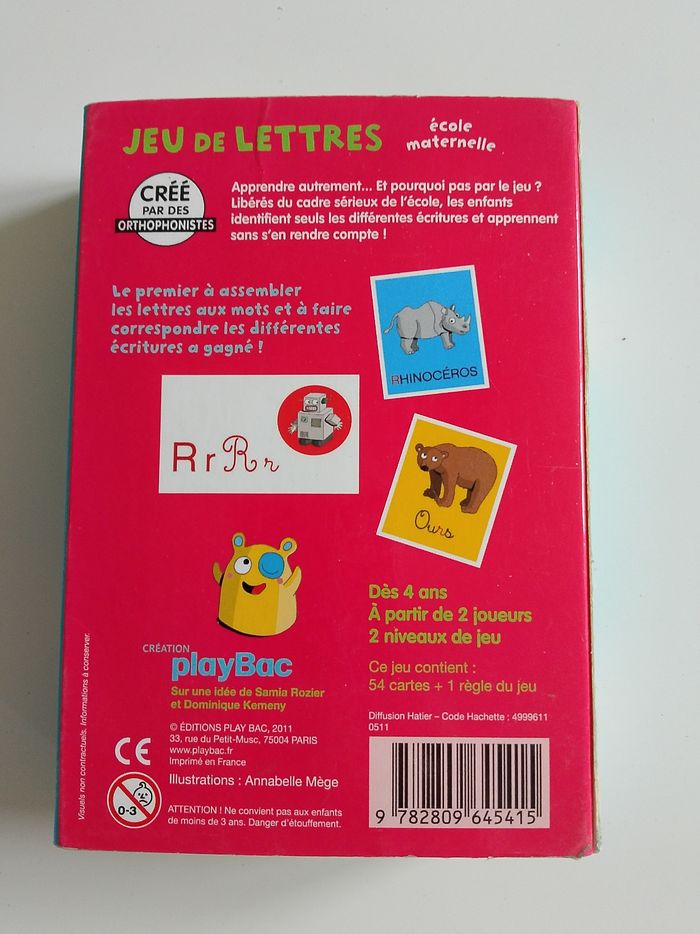 JEU DE LETTRES
école
maternelle
CRÉÉ
PAR DES
ORTHOPHONISTES
Apprendre autrement... Et pourquoi pas par le jeu ?
Libérés du cadre sérieux de l'école, les enfants
identifient seuls les différentes écritures et apprennent
sans s'en rendre compte !
Le premier à assembler
les lettres aux mots et à faire
correspondre les différentes
écritures a gagné !
RHINOCÉROS
R r R r
Ours
Dès 4 ans
À partir de 2 joueurs
2 niveaux de jeu
Ce jeu contient :
54 cartes + 1 règle du jeu
CRÉATION
playBac
Sur une idée de Samia Rozier
et Dominique Kemeny
© ÉDITIONS PLAY BAC, 2011
33, rue du Petit-Musc, 75004 PARIS
www.playbac.fr
Imprimé en France
Illustrations : Annabelle Mège
ATTENTION ! Ne convient pas aux enfants
de moins de 3 ans. Danger d'étouffement.
CE
0-3
Visuels non contractuels. Informations à conserver.
Diffusion Hatier – Code Hachette : 4999611
0511
9 782809 645415